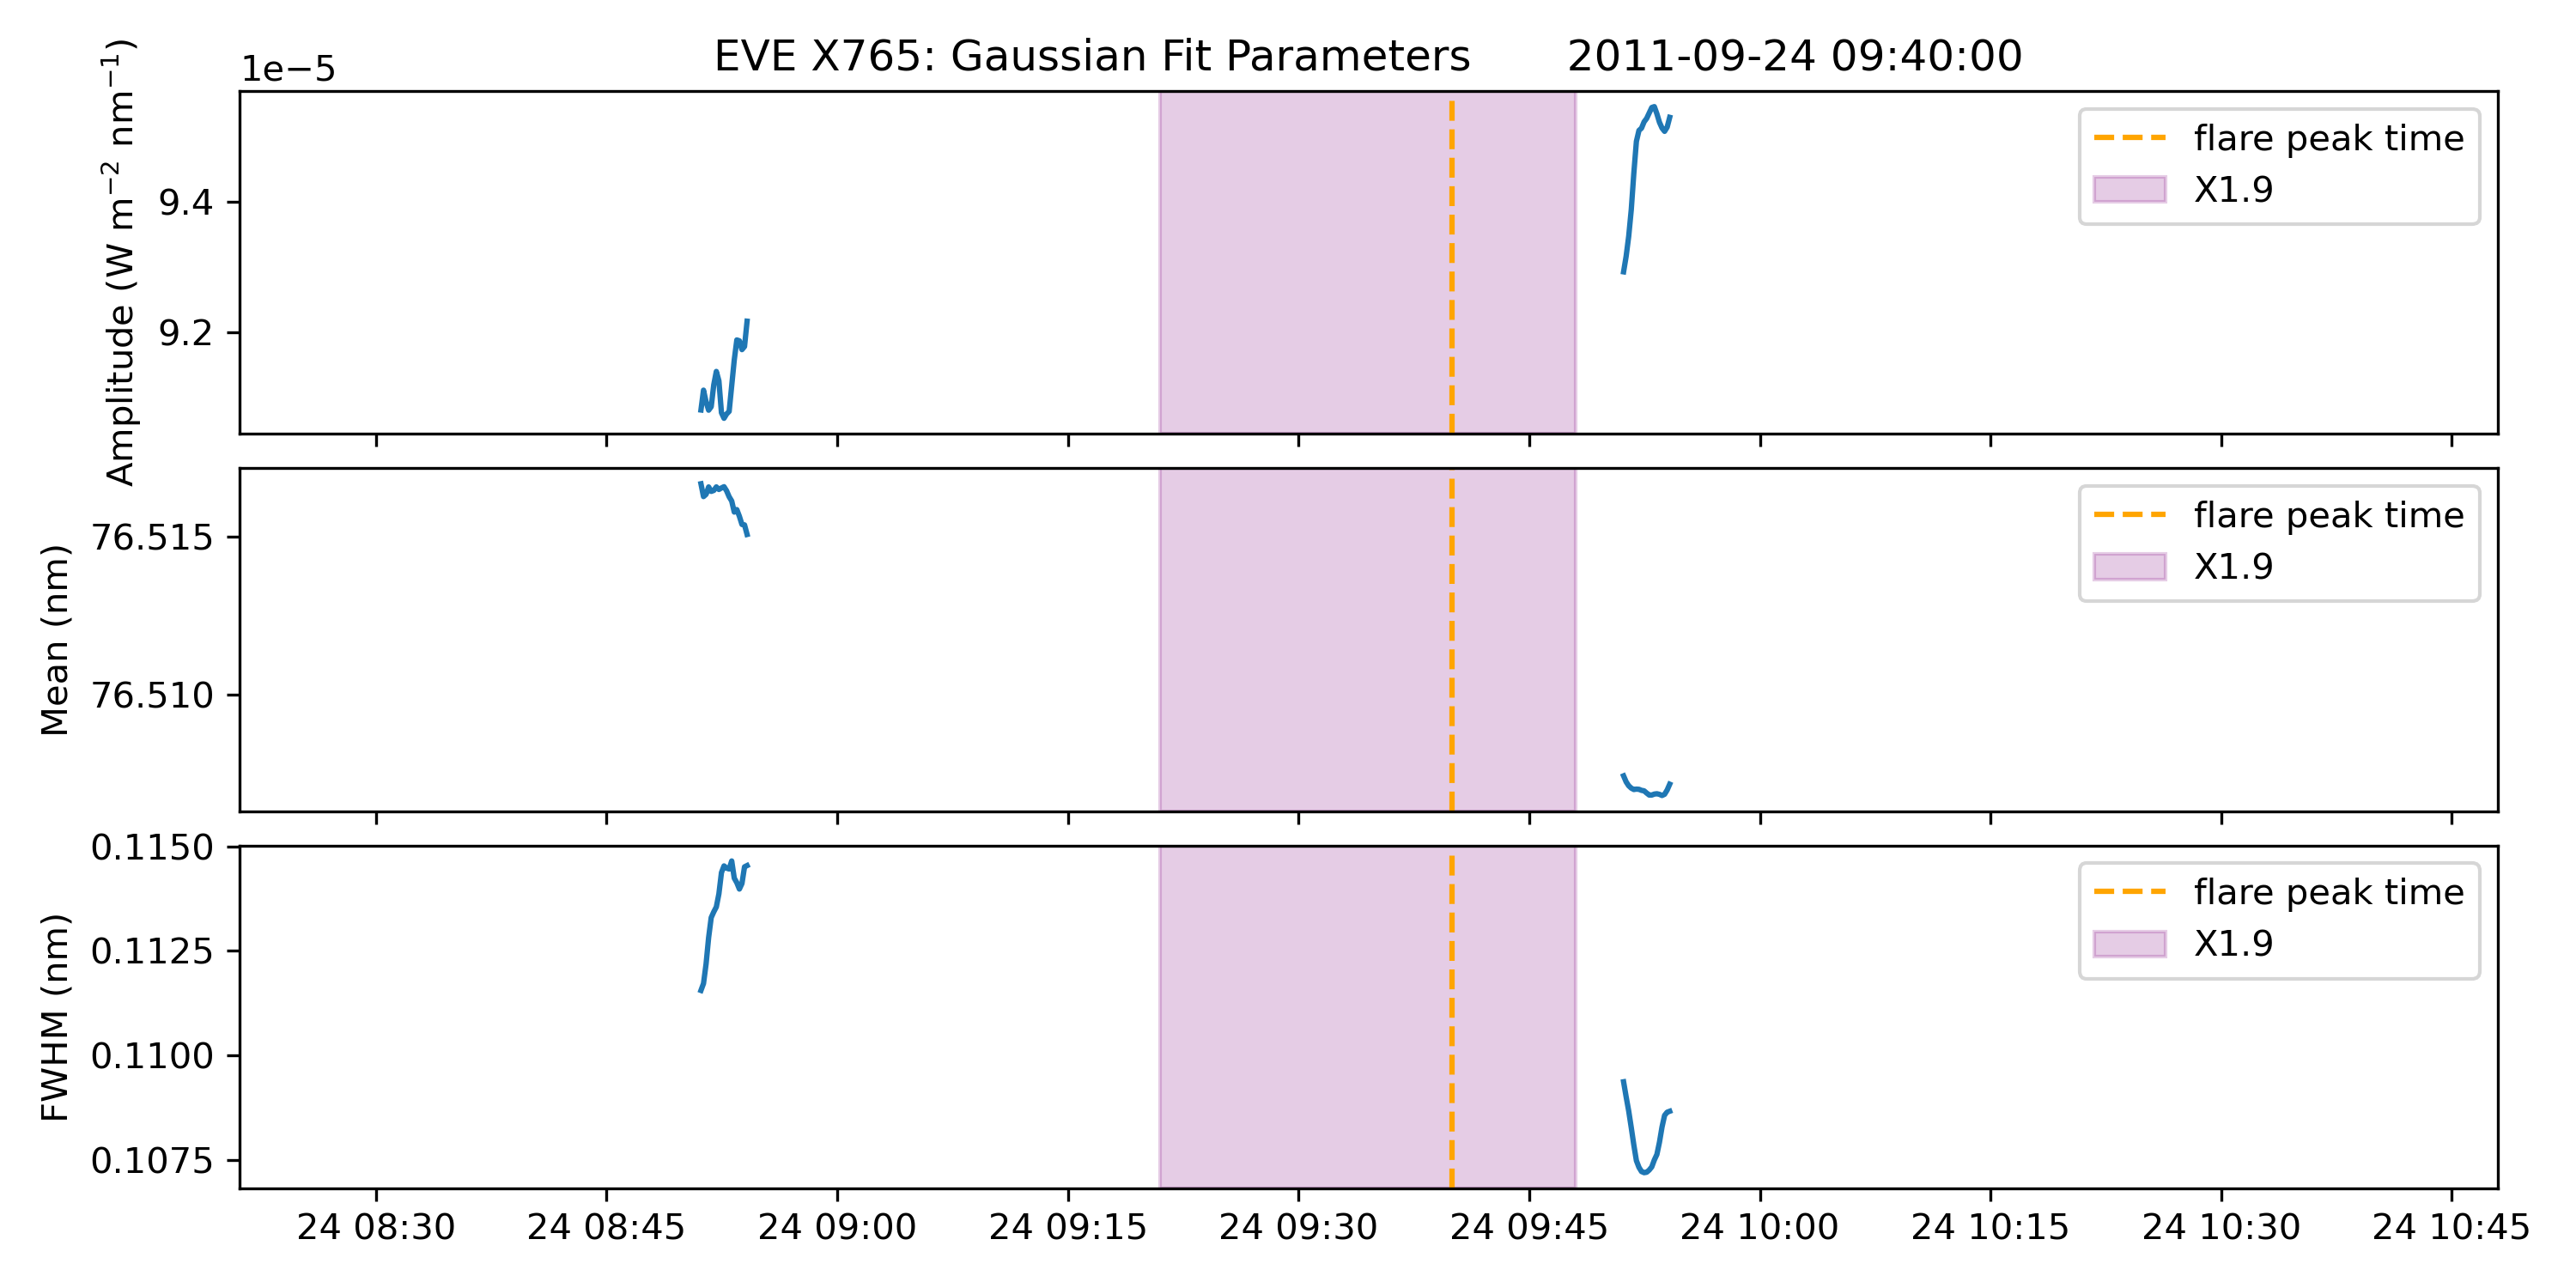 EVE X765: Gaussian Fit Parameters 2011-09-24 09:40:00
1e−5
Amplitude (W m⁻² nm⁻¹)
9.4
9.2
flare peak time
X1.9
Mean (nm)
76.515
76.510
flare peak time
X1.9
FWHM (nm)
0.1150
0.1125
0.1100
0.1075
flare peak time
X1.9
24 08:30 24 08:45 24 09:00 24 09:15 24 09:30 24 09:45 24 10:00 24 10:15 24 10:30 24 10:45